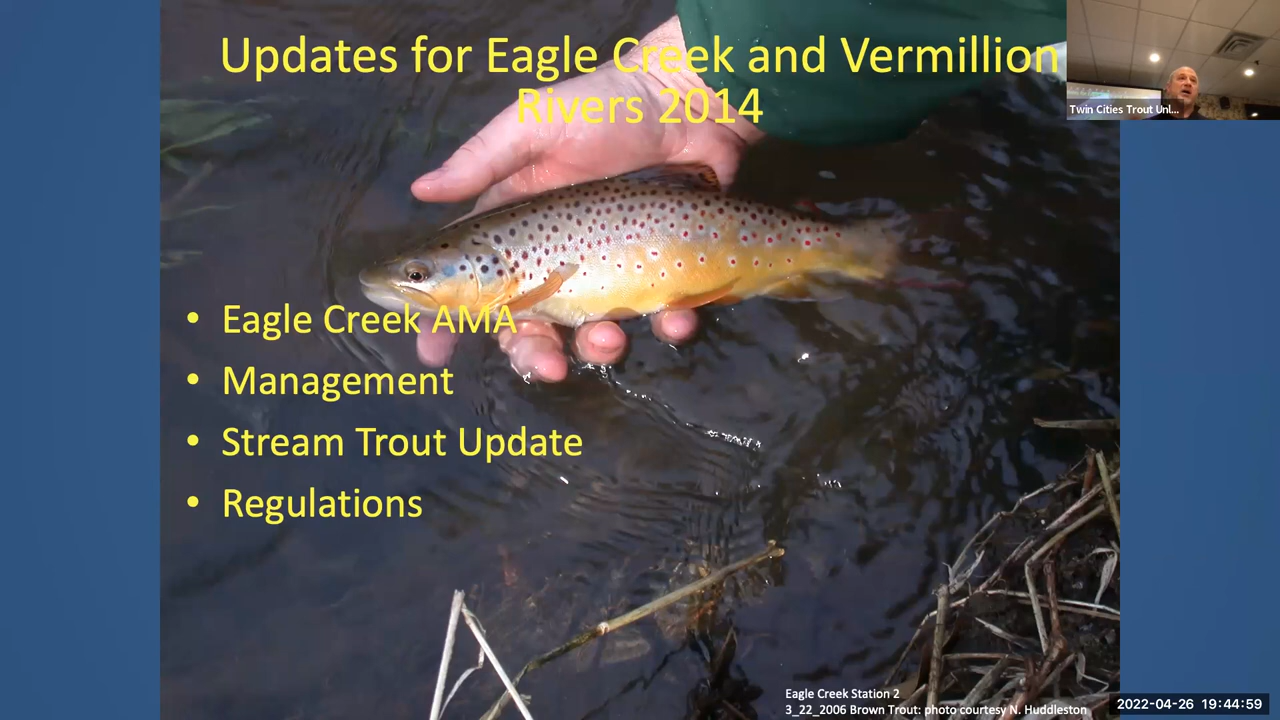 Updates for Eagle Creek and Vermillion
Rivers 2014
Twin Cities Trout Unl...
• Eagle Creek AMA
• Management
• Stream Trout Update
• Regulations
Eagle Creek Station 2
3_22_2006 Brown Trout: photo courtesy N. Huddleston
2022-04-26 19:44:59